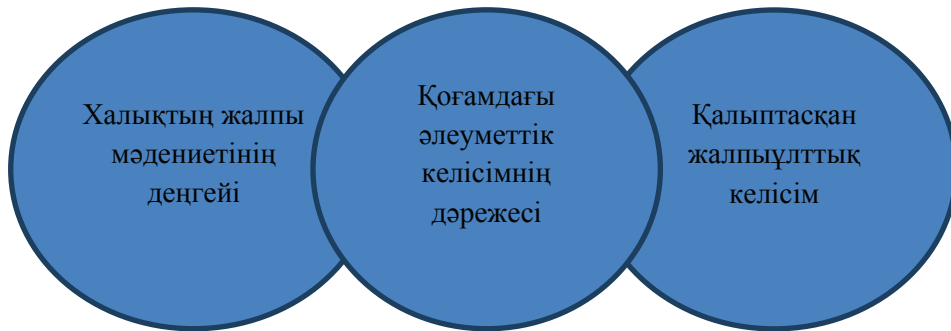 Халықтың жалпы
мәдениетінің
деңгейі
Қоғамдағы
әлеуметтік
келісімнің
дәрежесі
Қалыптасқан
жалпыұлттық
келісім